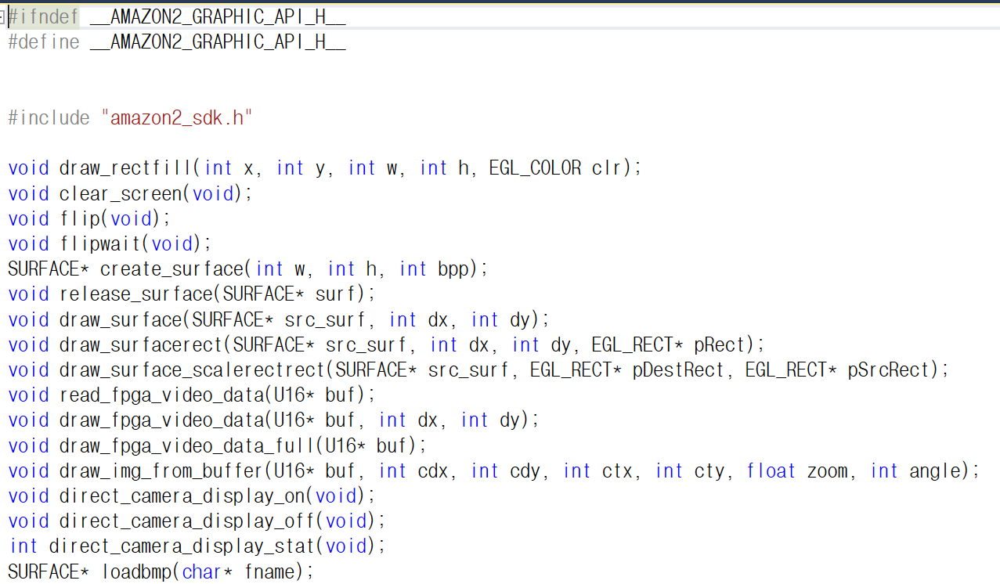 #ifndef __AMAZON2_GRAPHIC_API_H__
#define __AMAZON2_GRAPHIC_API_H__
#include "amazon2_sdk.h"
void draw_rectfill(int x, int y, int w, int h, EGL_COLOR clr);
void clear_screen(void);
void flip(void);
void flipwait(void);
SURFACE* create_surface(int w, int h, int bpp);
void release_surface(SURFACE* surf);
void draw_surface(SURFACE* src_surf, int dx, int dy);
void draw_surfacerect(SURFACE* src_surf, int dx, int dy, EGL_RECT* pRect);
void draw_surface_scalerectrect(SURFACE* src_surf, EGL_RECT* pDestRect, EGL_RECT* pSrcRect);
void read_fpga_video_data(U16* buf);
void draw_fpga_video_data(U16* buf, int dx, int dy);
void draw_fpga_video_data_full(U16* buf);
void draw_img_from_buffer(U16* buf, int cdx, int cdy, int ctx, int cty, float zoom, int angle);
void direct_camera_display_on(void);
void direct_camera_display_off(void);
int direct_camera_display_stat(void);
SURFACE* loadbmp(char* fname);